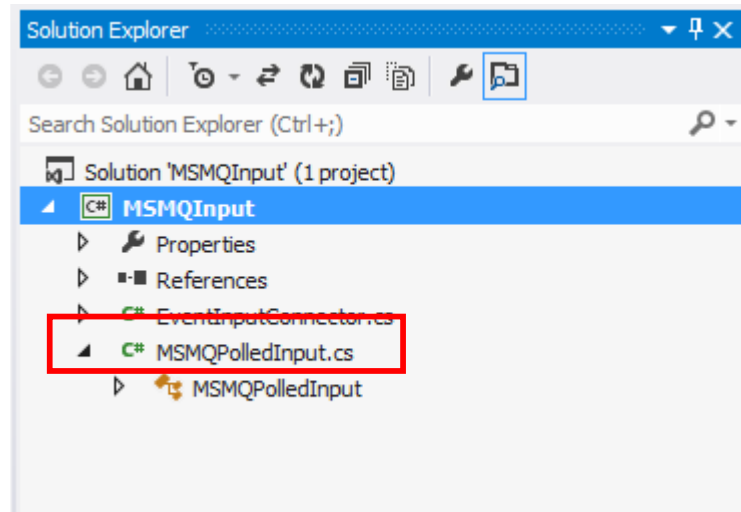 Solution Explorer
Search Solution Explorer (Ctrl+;)
Solution 'MSMQInput' (1 project)
C# MSMQInput
Properties
References
C# EventInputConnector.cs
C# MSMQPolledInput.cs
MSMQPolledInput